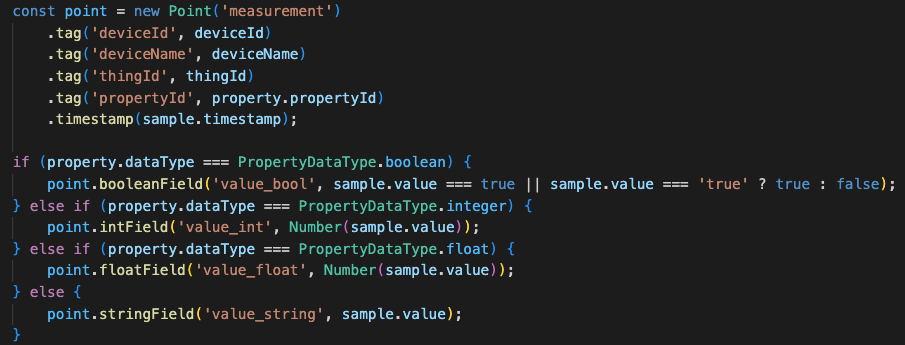 const point = new Point('measurement')
    .tag('deviceId', deviceId)
    .tag('deviceName', deviceName)
    .tag('thingId', thingId)
    .tag('propertyId', property.propertyId)
    .timestamp(sample.timestamp);

if (property.dataType === PropertyDataType.boolean) {
    point.booleanField('value_bool', sample.value === true || sample.value === 'true' ? true : false);
} else if (property.dataType === PropertyDataType.integer) {
    point.intField('value_int', Number(sample.value));
} else if (property.dataType === PropertyDataType.float) {
    point.floatField('value_float', Number(sample.value));
} else {
    point.stringField('value_string', sample.value);
}